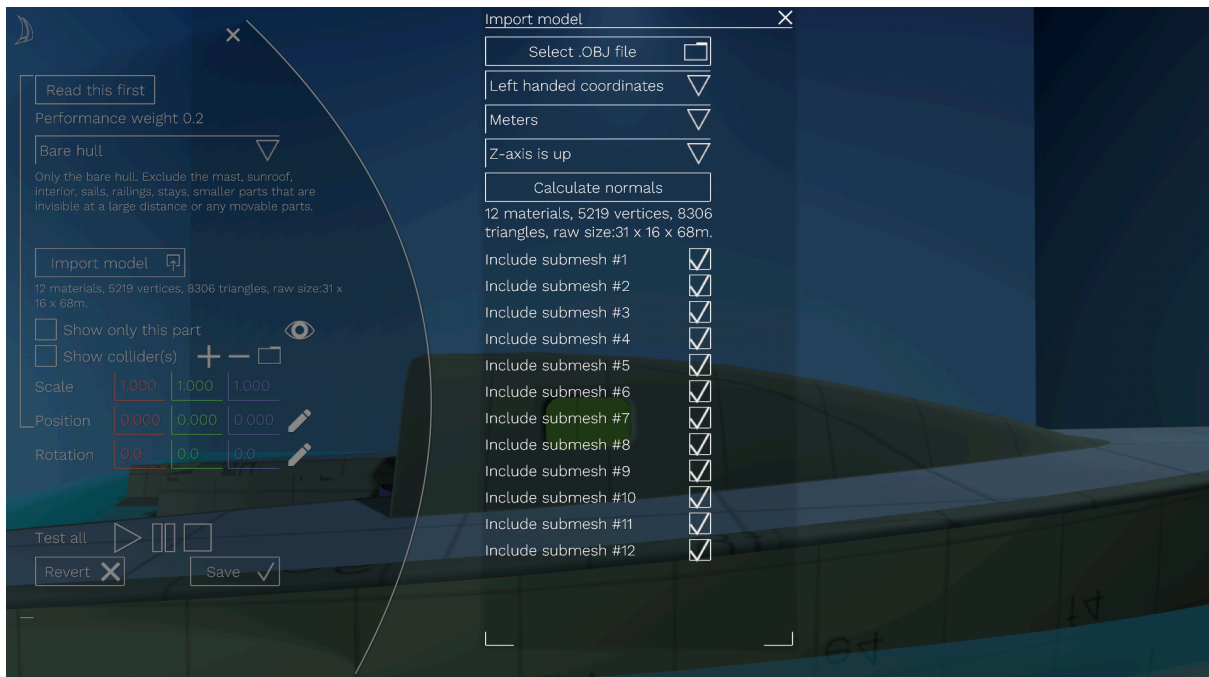 Read this first
Performance weight 0.2
Bare hull
Only the bare hull. Exclude the mast, sunroof,
interior, sails, railings, stays, smaller parts that are
invisible at a large distance or any movable parts.
Import model
12 materials, 5219 vertices, 8306 triangles, raw size:31 x
16 x 68m.
Show only this part
Show collider(s)
Scale 1.000 1.000 1.000
Position 0.000 0.000 0.000
Rotation 0.0 0.0 0.0
Test all
Revert
Save
Import model
Select .OBJ file
Left handed coordinates
Meters
Z-axis is up
Calculate normals
12 materials, 5219 vertices, 8306
triangles, raw size:31 x 16 x 68m.
Include submesh #1
Include submesh #2
Include submesh #3
Include submesh #4
Include submesh #5
Include submesh #6
Include submesh #7
Include submesh #8
Include submesh #9
Include submesh #10
Include submesh #11
Include submesh #12